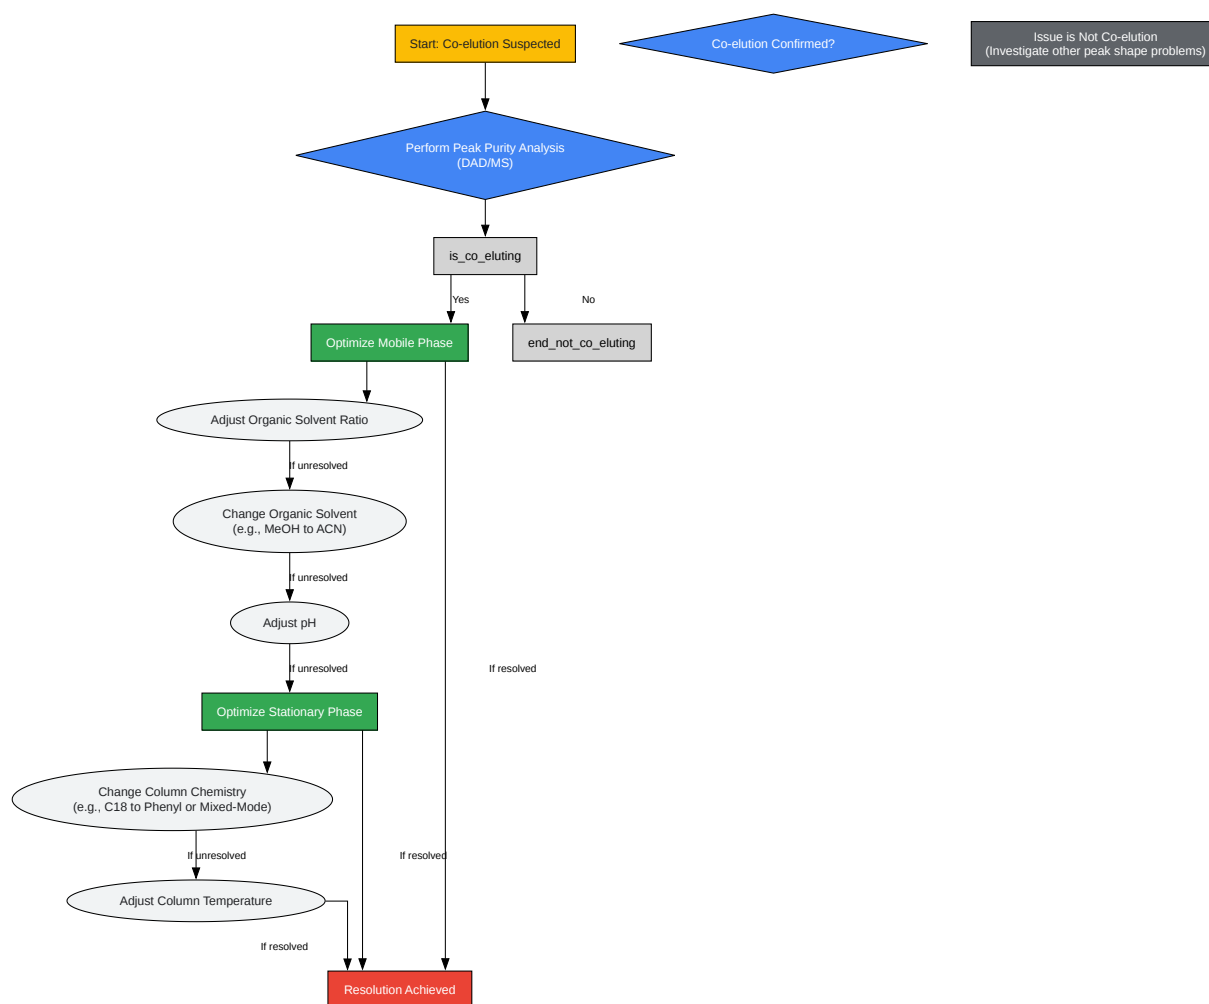 Start: Co-elution Suspected
Co-elution Confirmed?
Issue is Not Co-elution
(Investigate other peak shape problems)
Perform Peak Purity Analysis
(DAD/MS)
is_co_eluting
Yes
No
Optimize Mobile Phase
end_not_co_eluting
Adjust Organic Solvent Ratio
If unresolved
Change Organic Solvent
(e.g., MeOH to ACN)
If unresolved
Adjust pH
If unresolved
If resolved
Optimize Stationary Phase
Change Column Chemistry
(e.g., C18 to Phenyl or Mixed-Mode)
If unresolved
If resolved
Adjust Column Temperature
If resolved
Resolution Achieved